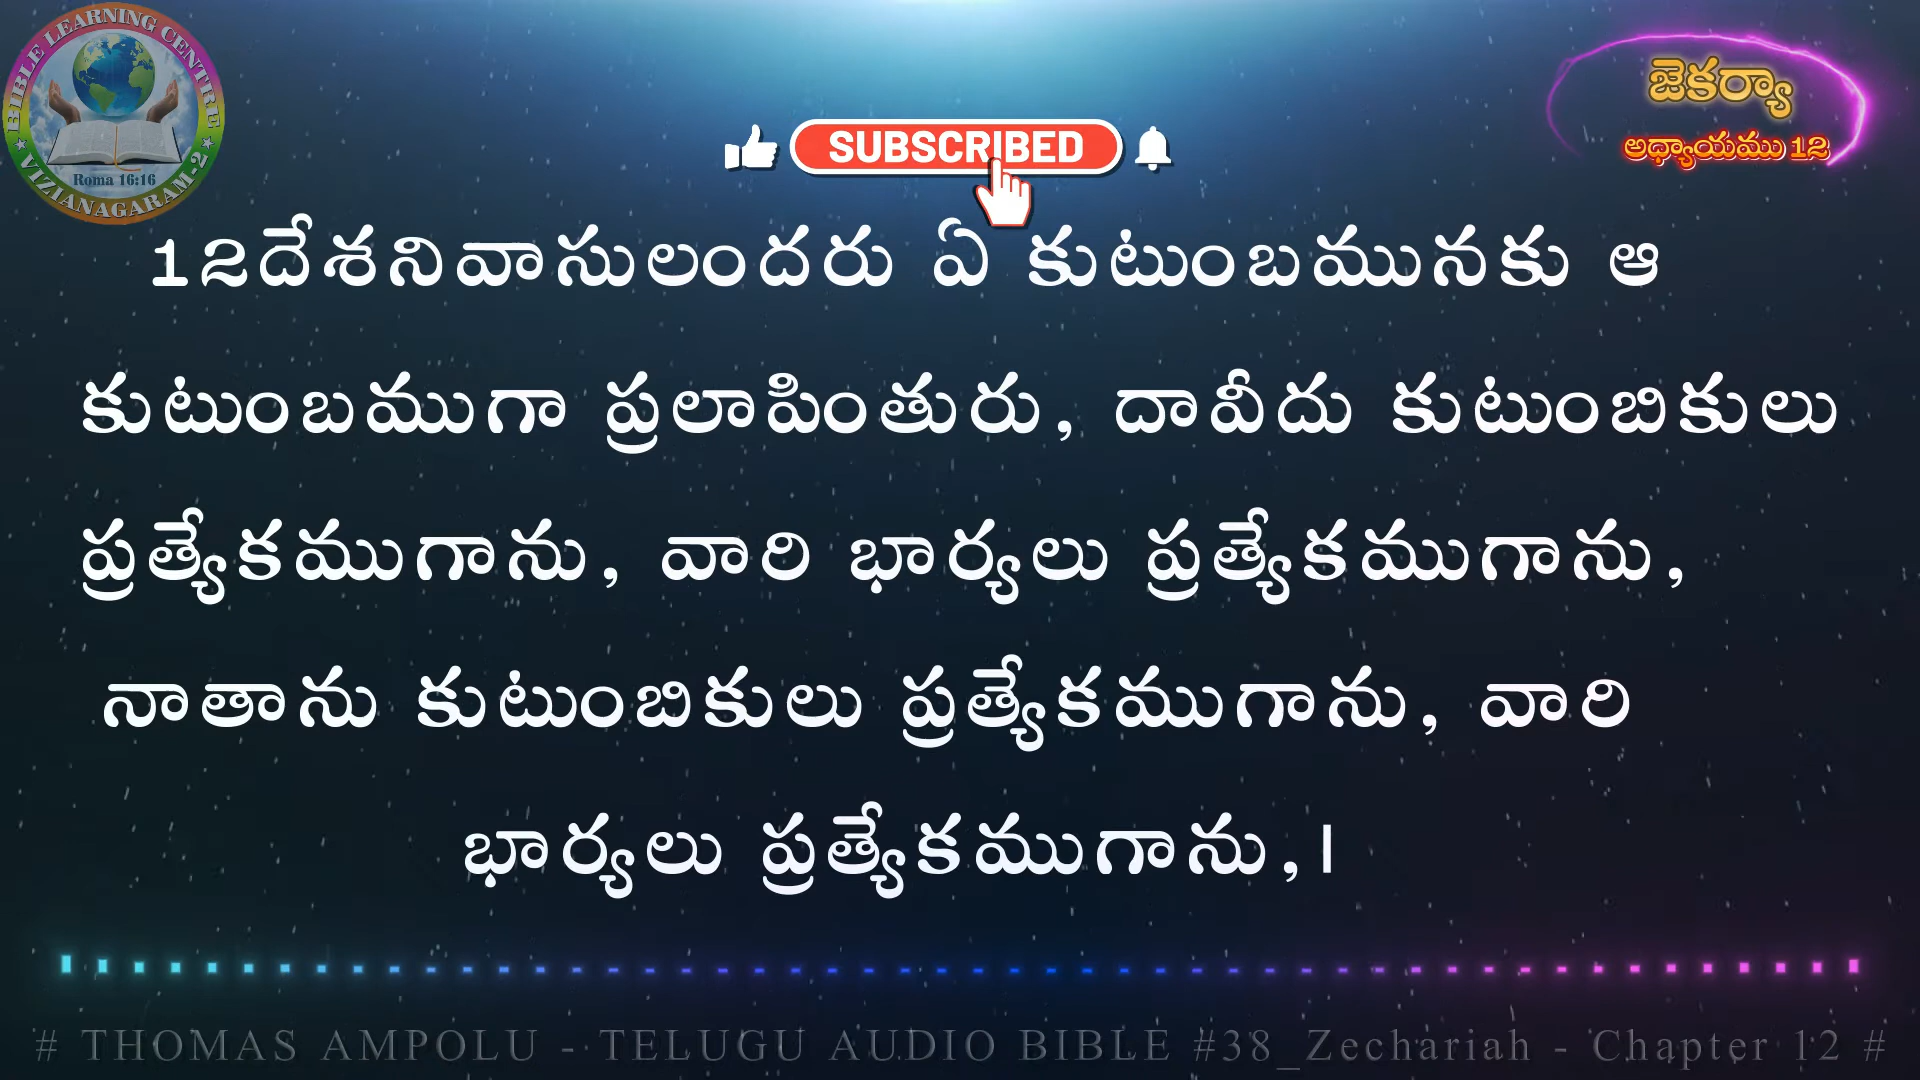 BIBLE LEARNING CENTRE
Roma 16:16
★ VIZIANAGARAM-2 ★
SUBSCRIBED
జెకర్యా
అధ్యాయము 12
12దేశనివాసులందరు ఏ కుటుంబమునకు ఆ
కుటుంబముగా ప్రలాపింతురు, దావీదు కుటుంబికులు
ప్రత్యేకముగాను, వారి భార్యలు ప్రత్యేకముగాను,
నాతాను కుటుంబికులు ప్రత్యేకముగాను, వారి
భార్యలు ప్రత్యేకముగాను,।
# THOMAS AMPOLU - TELUGU AUDIO BIBLE #38_Zechariah - Chapter 12 #